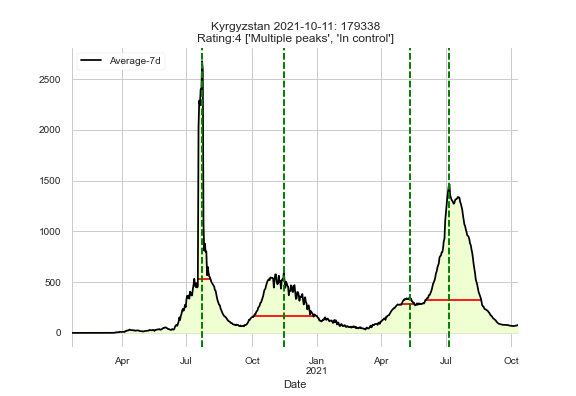 Kyrgyzstan 2021-10-11: 179338
Rating:4 ['Multiple peaks', 'In control']
Average-7d
2500
2000
1500
1000
500
0
Apr Jul Oct Jan Apr Jul Oct
2021
Date